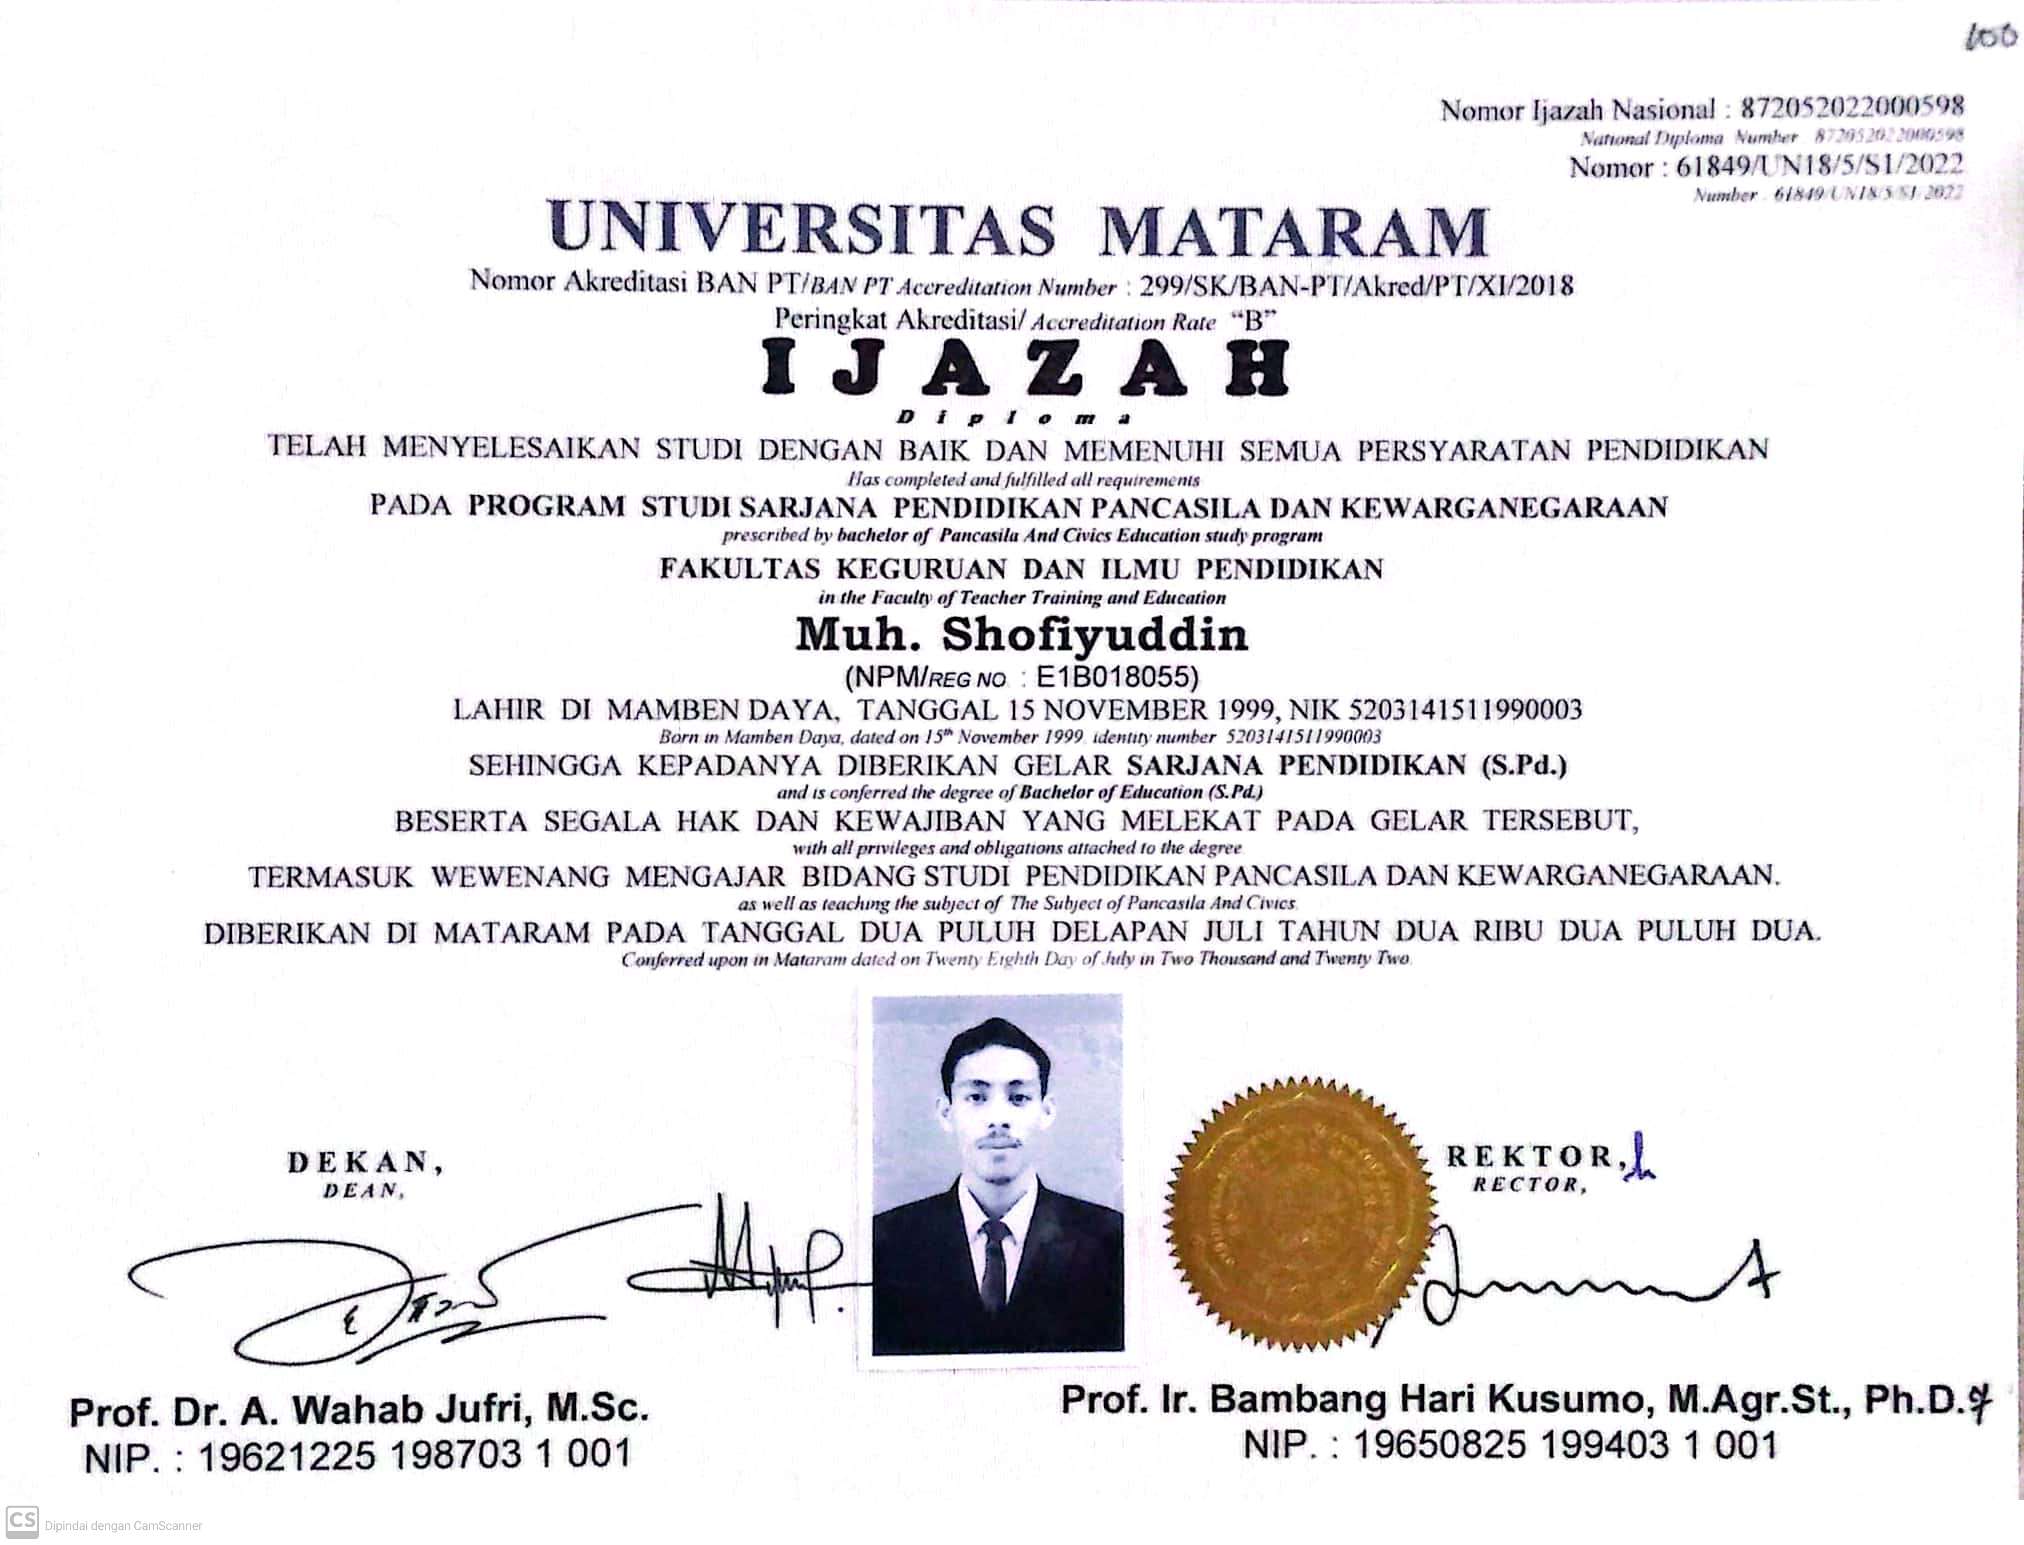 100
Nomor Ijazah Nasional : 872052022000598
National Diploma Number 872052022000598
Nomor : 61849/UN18/5/S1/2022
Number : 61849/UN18/5/S1/2022
UNIVERSITAS MATARAM
Nomor Akreditasi BAN PT/BAN PT Accreditation Number : 299/SK/BAN-PT/Akred/PT/XI/2018
Peringkat Akreditasi/ Accreditation Rate “B”
IJAZAH
Diploma
TELAH MENYELESAIKAN STUDI DENGAN BAIK DAN MEMENUHI SEMUA PERSYARATAN PENDIDIKAN
Has completed and fulfilled all requirements
PADA PROGRAM STUDI SARJANA PENDIDIKAN PANCASILA DAN KEWARGANEGARAAN
prescribed by bachelor of Pancasila And Civics Education study program
FAKULTAS KEGURUAN DAN ILMU PENDIDIKAN
in the Faculty of Teacher Training and Education
Muh. Shofiyuddin
(NPM/REG NO : E1B018055)
LAHIR DI MAMBEN DAYA, TANGGAL 15 NOVEMBER 1999, NIK 5203141511990003
Born in Mamben Daya, dated on 15th November 1999, identity number 5203141511990003
SEHINGGA KEPADANYA DIBERIKAN GELAR SARJANA PENDIDIKAN (S.Pd.)
and is conferred the degree of Bachelor of Education (S.Pd.)
BESERTA SEGALA HAK DAN KEWAJIBAN YANG MELEKAT PADA GELAR TERSEBUT,
with all privileges and obligations attached to the degree
TERMASUK WEWENANG MENGAJAR BIDANG STUDI PENDIDIKAN PANCASILA DAN KEWARGANEGARAAN.
as well as teaching the subject of The Subject of Pancasila And Civics.
DIBERIKAN DI MATARAM PADA TANGGAL DUA PULUH DELAPAN JULI TAHUN DUA RIBU DUA PULUH DUA.
Conferred upon in Mataram dated on Twenty Eighth Day of July in Two Thousand and Twenty Two.
DEKAN,
DEAN,
REKTOR,
RECTOR,
Prof. Dr. A. Wahab Jufri, M.Sc.
NIP. : 19621225 198703 1 001
Prof. Ir. Bambang Hari Kusumo, M.Agr.St., Ph.D.
NIP. : 19650825 199403 1 001
CS Dipindai dengan CamScanner